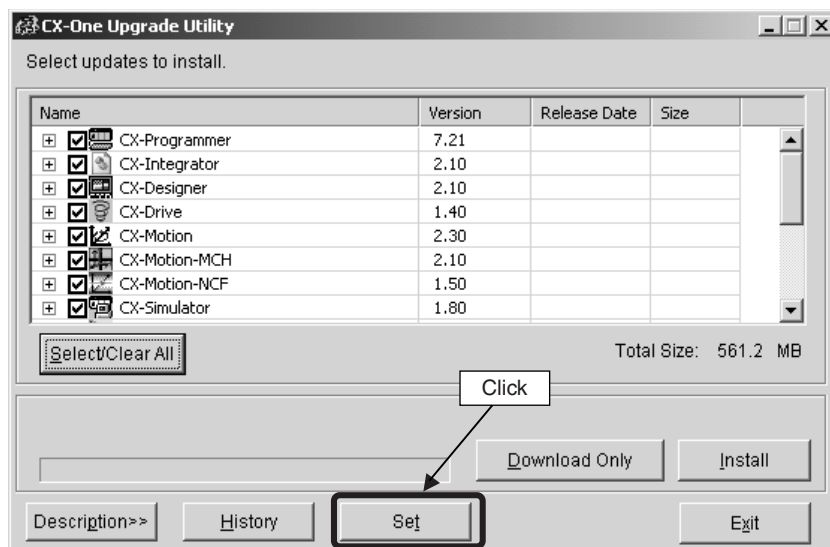 CX-One Upgrade Utility
Select updates to install.
Name Version Release Date Size
CX-Programmer 7.21
CX-Integrator 2.10
CX-Designer 2.10
CX-Drive 1.40
CX-Motion 2.30
CX-Motion-MCH 2.10
CX-Motion-NCF 1.50
CX-Simulator 1.80
Select/Clear All
Total Size: 561.2 MB
Click
Download Only
Install
Description>>
History
Set
Exit